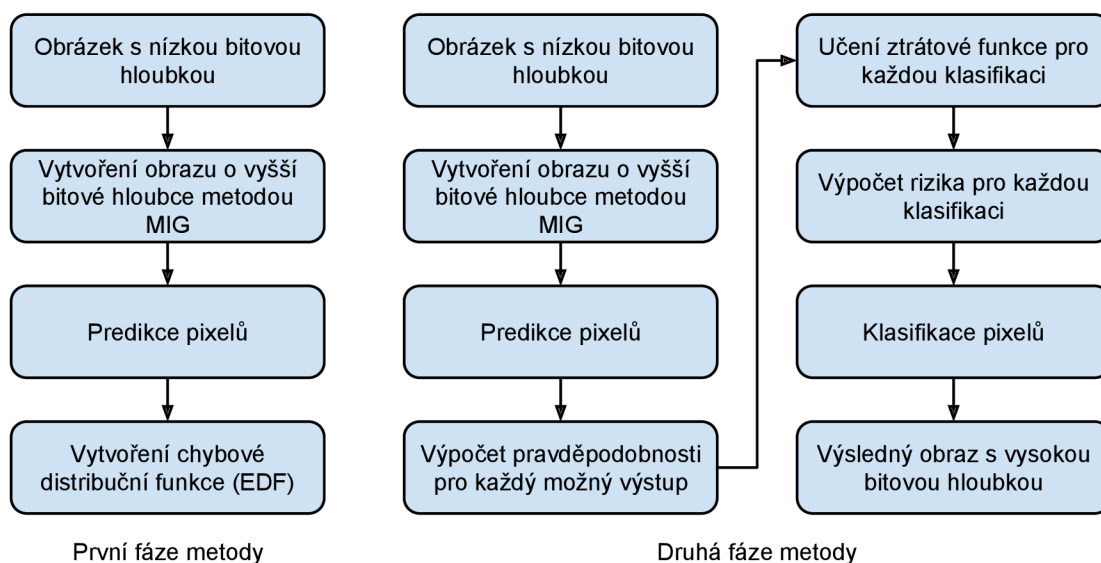 Obrázek s nízkou bitovou
hloubkou
Vytvoření obrazu o vyšší
bitové hloubce metodou
MIG
Predikce pixelů
Vytvoření chybové
distribuční funkce (EDF)
První fáze metody
Obrázek s nízkou bitovou
hloubkou
Vytvoření obrazu o vyšší
bitové hloubce metodou
MIG
Predikce pixelů
Výpočet pravděpodobnosti
pro každý možný výstup
Učení ztrátové funkce pro
každou klasifikaci
Výpočet rizika pro každou
klasifikaci
Klasifikace pixelů
Výsledný obraz s vysokou
bitovou hloubkou
Druhá fáze metody